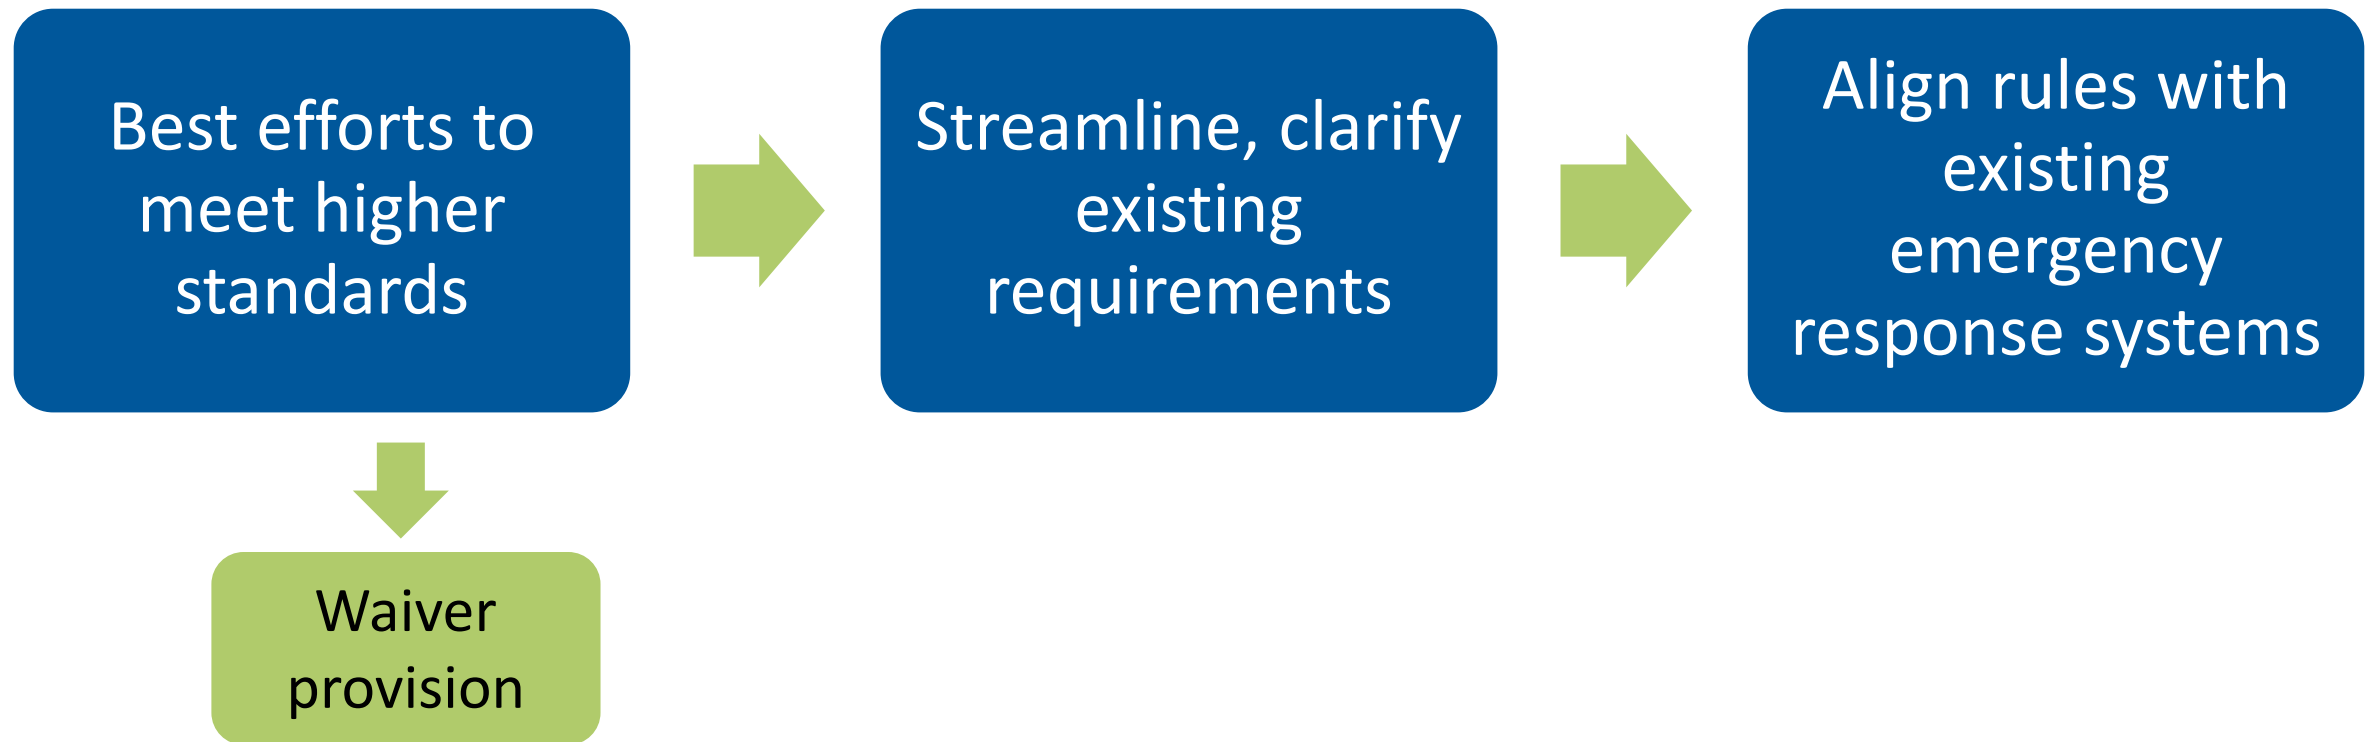 Best efforts to
meet higher
standards
Streamline, clarify
existing
requirements
Align rules with
existing
emergency
response systems
Waiver
provision